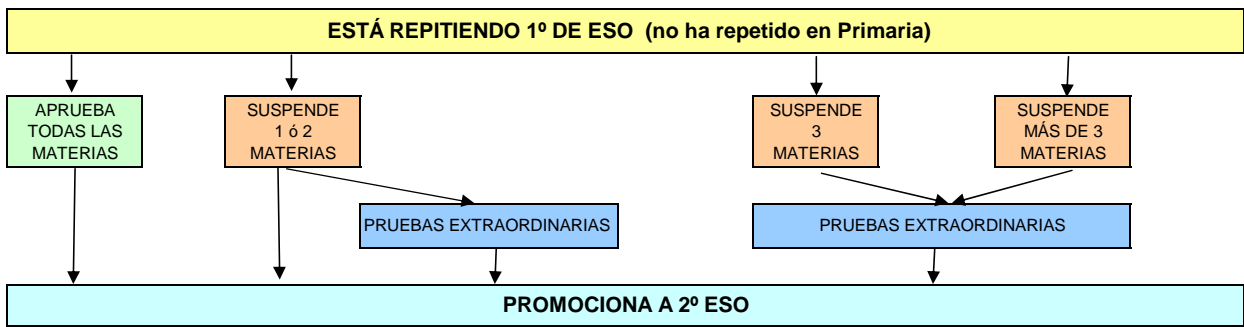 ESTÁ REPITIENDO 1º DE ESO (no ha repetido en Primaria)
APRUEBA
TODAS LAS
MATERIAS
SUSPENDE
1 ó 2
MATERIAS
SUSPENDE
3
MATERIAS
SUSPENDE
MÁS DE 3
MATERIAS
PRUEBAS EXTRAORDINARIAS
PRUEBAS EXTRAORDINARIAS
PROMOCIONA A 2º ESO